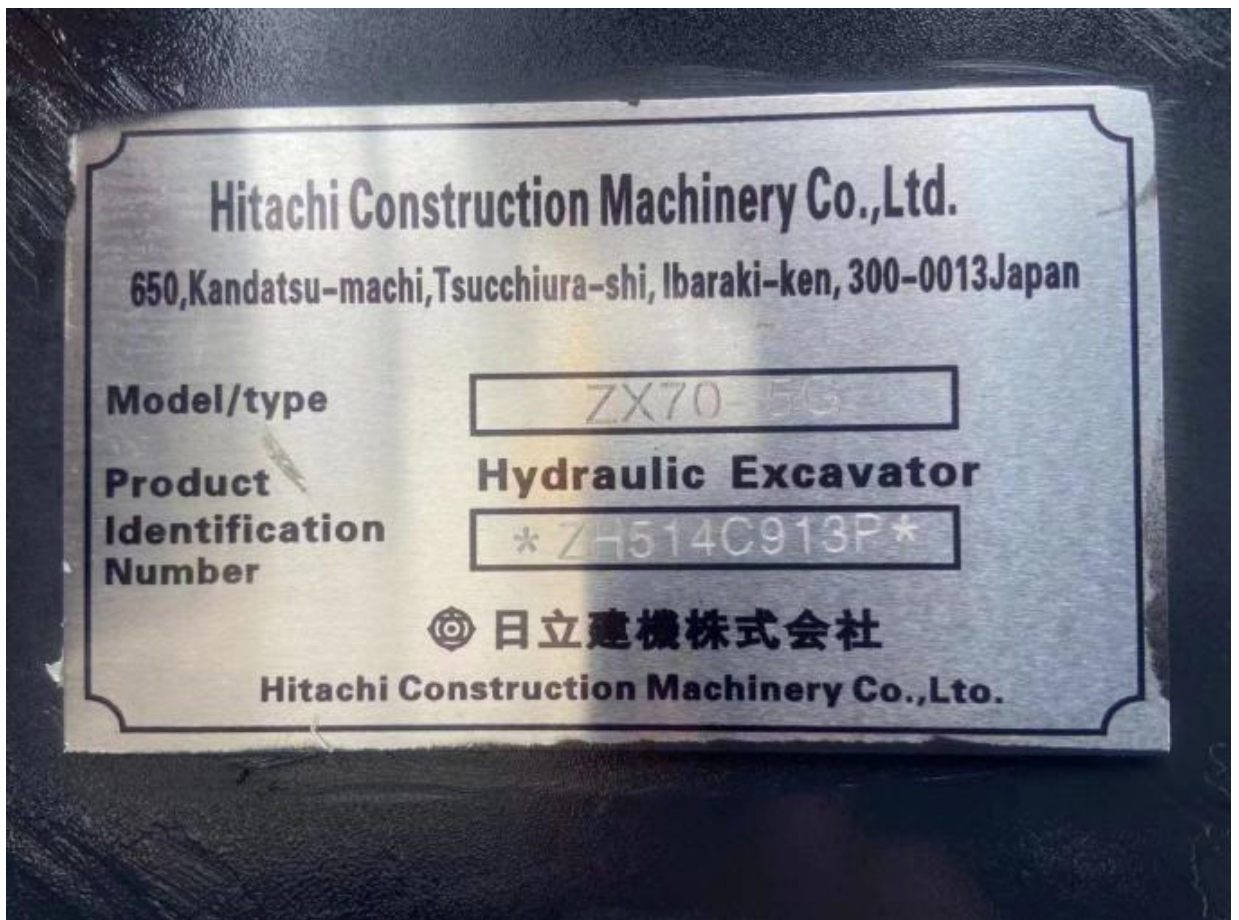 Hitachi Construction Machinery Co.,Ltd.
650,Kandatsu-machi,Tsucchiura-shi, Ibaraki-ken, 300-0013Japan
Model/type ZX70-5G
Hydraulic Excavator
Product Identification Number *ZH514C913P*
日立建機株式会社
Hitachi Construction Machinery Co.,Lto.